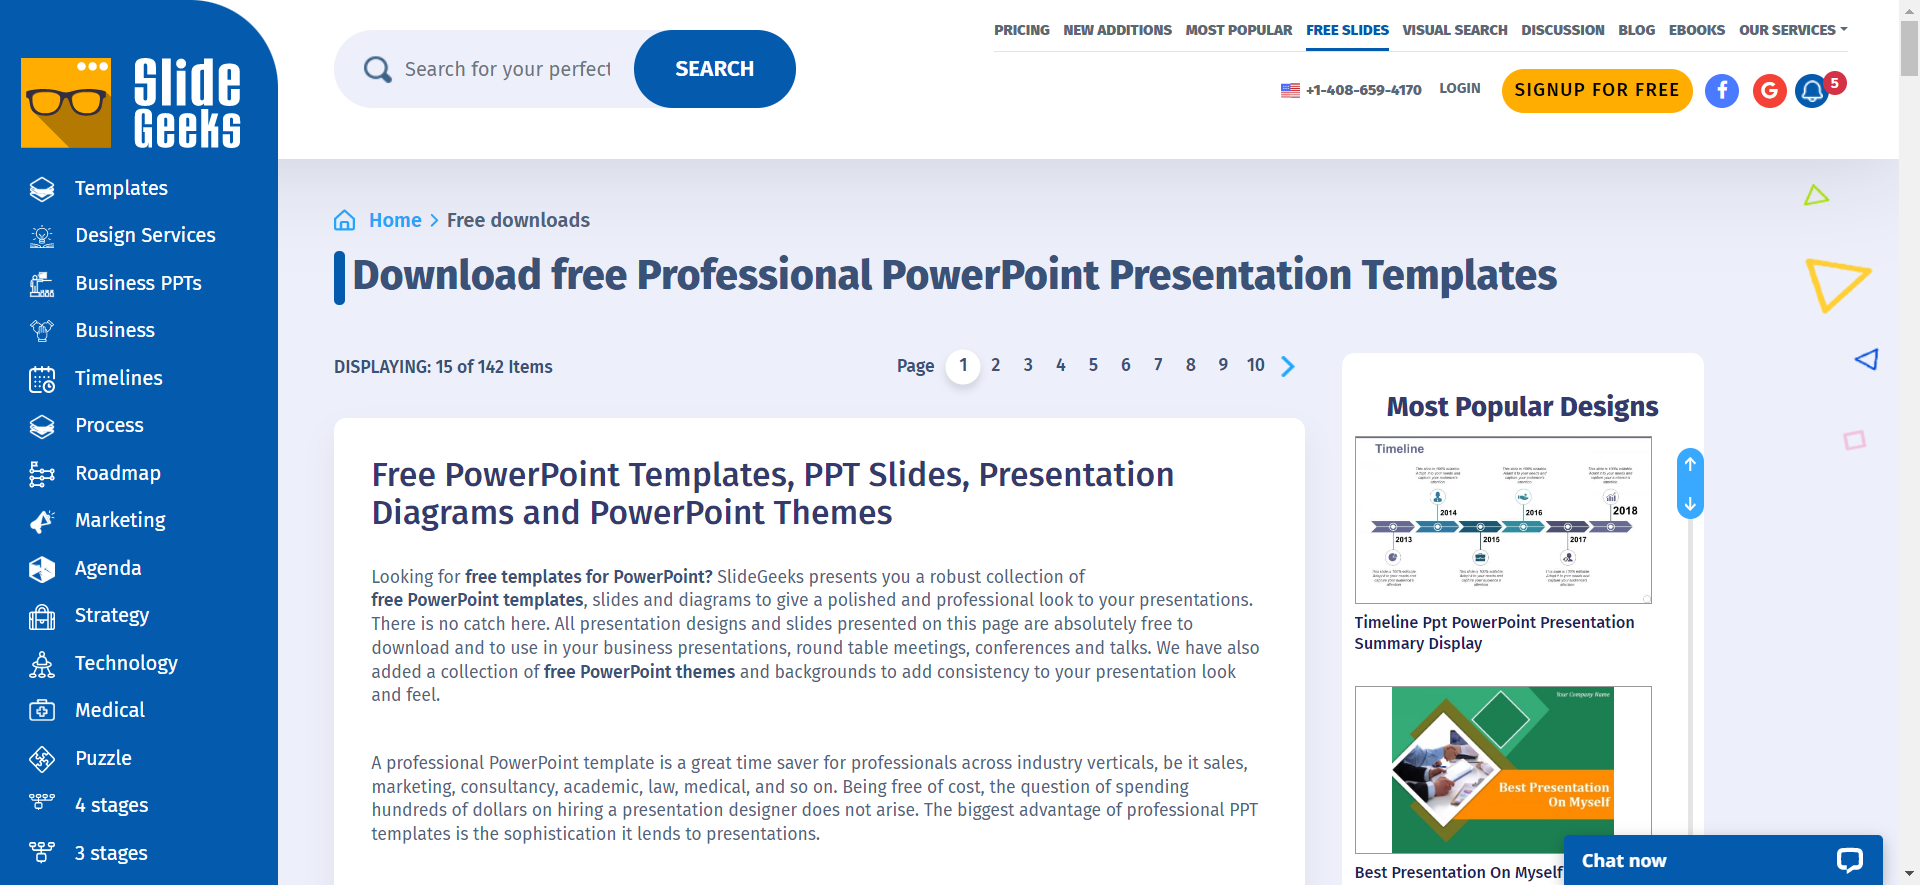 Slide
Geeks
Templates
Design Services
Business PPTs
Business
Timelines
Process
Roadmap
Marketing
Agenda
Strategy
Technology
Medical
Puzzle
4 stages
3 stages
Search for your perfect
SEARCH
PRICING NEW ADDITIONS MOST POPULAR FREE SLIDES VISUAL SEARCH DISCUSSION BLOG EBOOKS OUR SERVICES
+1-408-659-4170 LOGIN SIGNUP FOR FREE f G 5
Home > Free downloads
Download free Professional PowerPoint Presentation Templates
DISPLAYING: 15 of 142 Items
Page 1 2 3 4 5 6 7 8 9 10
Free PowerPoint Templates, PPT Slides, Presentation
Diagrams and PowerPoint Themes
Looking for free templates for PowerPoint? SlideGeeks presents you a robust collection of
free PowerPoint templates, slides and diagrams to give a polished and professional look to your presentations.
There is no catch here. All presentation designs and slides presented on this page are absolutely free to
download and to use in your business presentations, round table meetings, conferences and talks. We have also
added a collection of free PowerPoint themes and backgrounds to add consistency to your presentation look
and feel.
A professional PowerPoint template is a great time saver for professionals across industry verticals, be it sales,
marketing, consultancy, academic, law, medical, and so on. Being free of cost, the question of spending
hundreds of dollars on hiring a presentation designer does not arise. The biggest advantage of professional PPT
templates is the sophistication it lends to presentations.
Most Popular Designs
Timeline
2014 2016 2018
2013 2015 2017
Timeline Ppt PowerPoint Presentation
Summary Display
Your Company Name
Best Presentation
On Myself
Best Presentation On Myself
Chat now